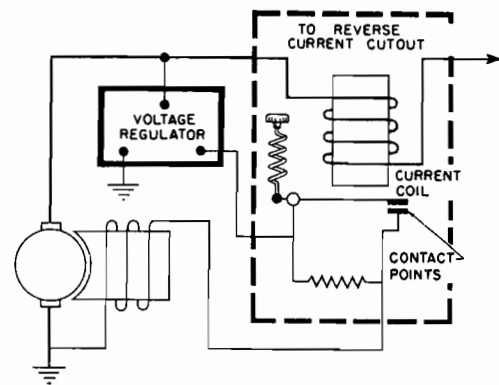 TO REVERSE
CURRENT CUTOUT
VOLTAGE
REGULATOR
CURRENT
COIL
CONTACT
POINTS